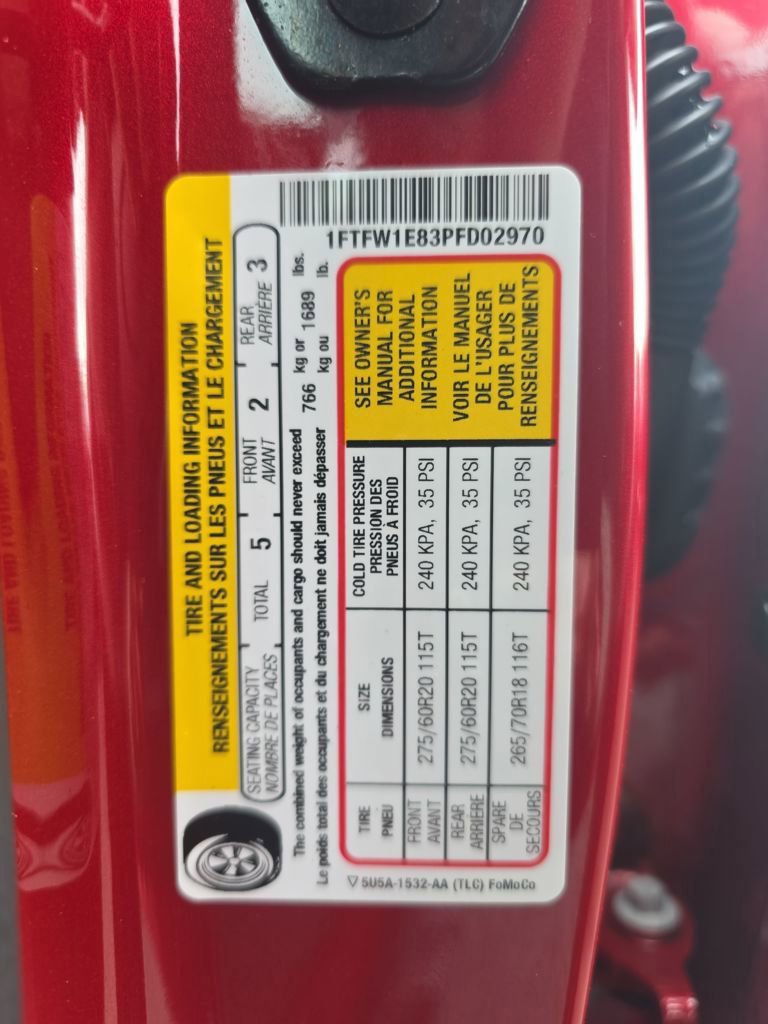 1FTFW1E83PFD02970
TIRE AND LOADING INFORMATION
RENSEIGNEMENTS SUR LES PNEUS ET LE CHARGEMENT
SEATING CAPACITY
NOMBRE DE PLACES
TOTAL 5
FRONT
AVANT 2
REAR
ARRIÈRE 3
The combined weight of occupants and cargo should never exceed 766 kg or 1689 lbs.
Le poids total des occupants et du chargement ne doit jamais dépasser kg ou lb.
TIRE
PNEU
SIZE
DIMENSIONS
COLD TIRE PRESSURE
PRESSION DES
PNEUS À FROID
FRONT
AVANT
275/60R20 115T
240 KPA, 35 PSI
REAR
ARRIÈRE
275/60R20 115T
240 KPA, 35 PSI
SPARE
DE
SECOURS
265/70R18 116T
240 KPA, 35 PSI
SEE OWNER'S
MANUAL FOR
ADDITIONAL
INFORMATION
VOIR LE MANUEL
DE L'USAGER
POUR PLUS DE
RENSEIGNEMENTS
5U5A-1532-AA (TLC) FoMoCo